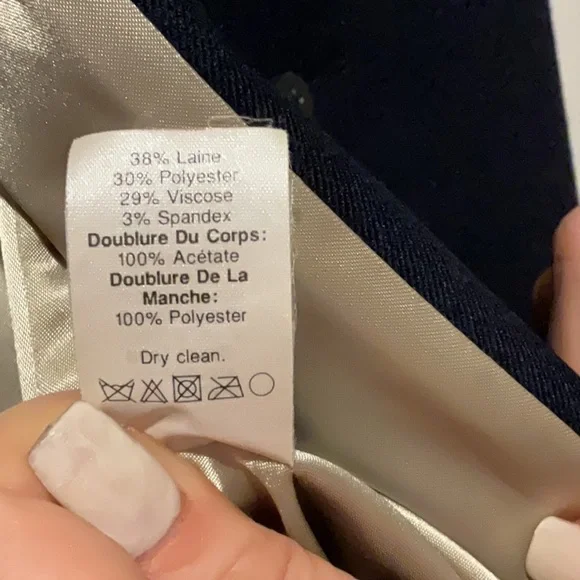 38% Laine
30% Polyester
29% Viscose
3% Spandex
Doublure Du Corps:
100% Acétate
Doublure De La
Manche:
100% Polyester
Dry clean.